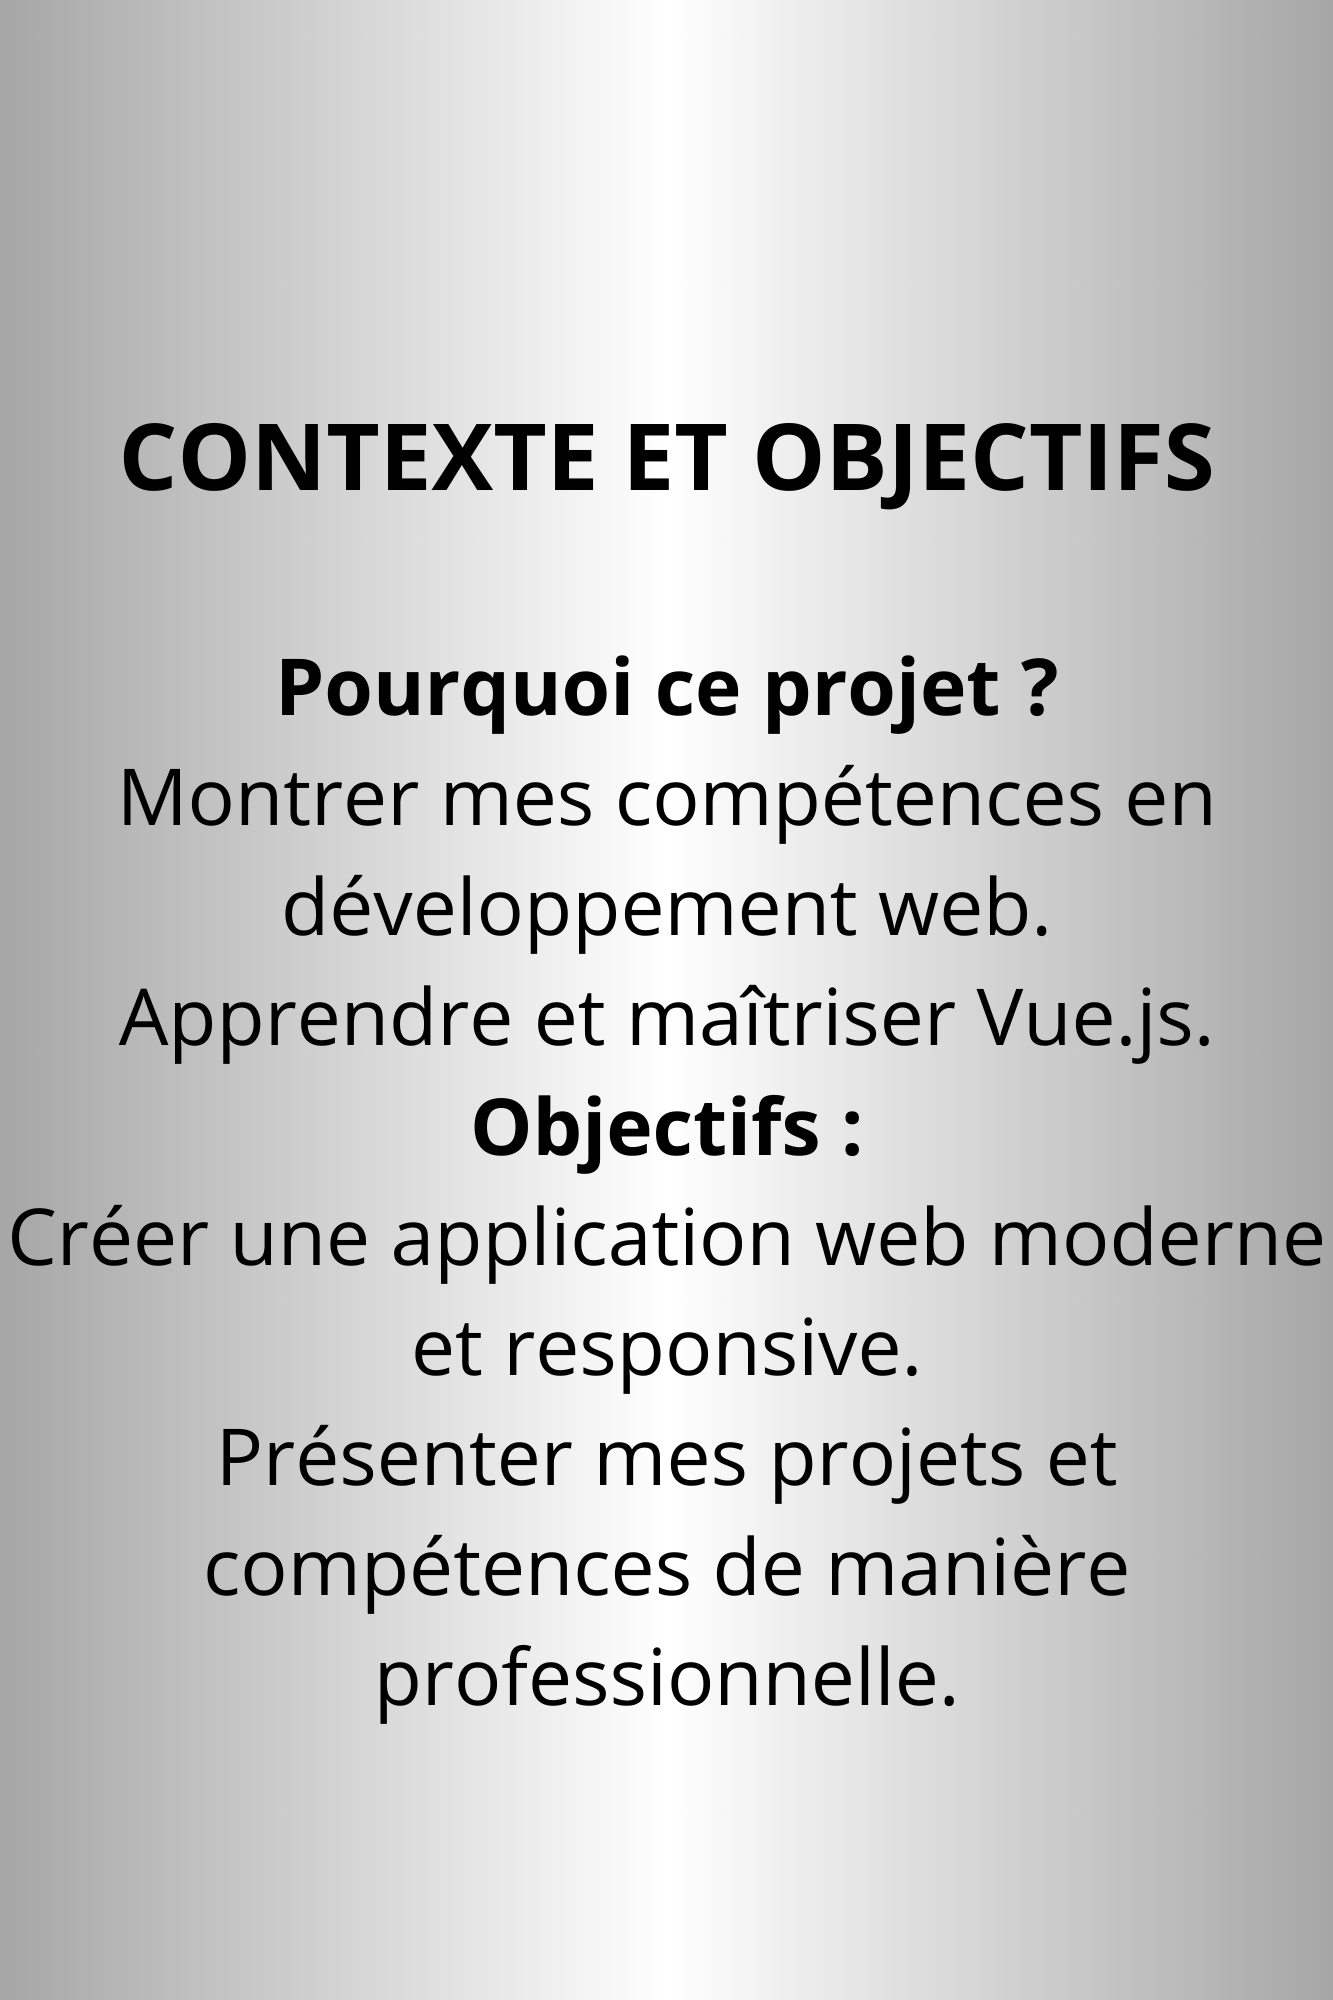 CONTEXTE ET OBJECTIFS
Pourquoi ce projet ?
Montrer mes compétences en
développement web.
Apprendre et maîtriser Vue.js.
Objectifs :
Créer une application web moderne
et responsive.
Présenter mes projets et
compétences de manière
professionnelle.